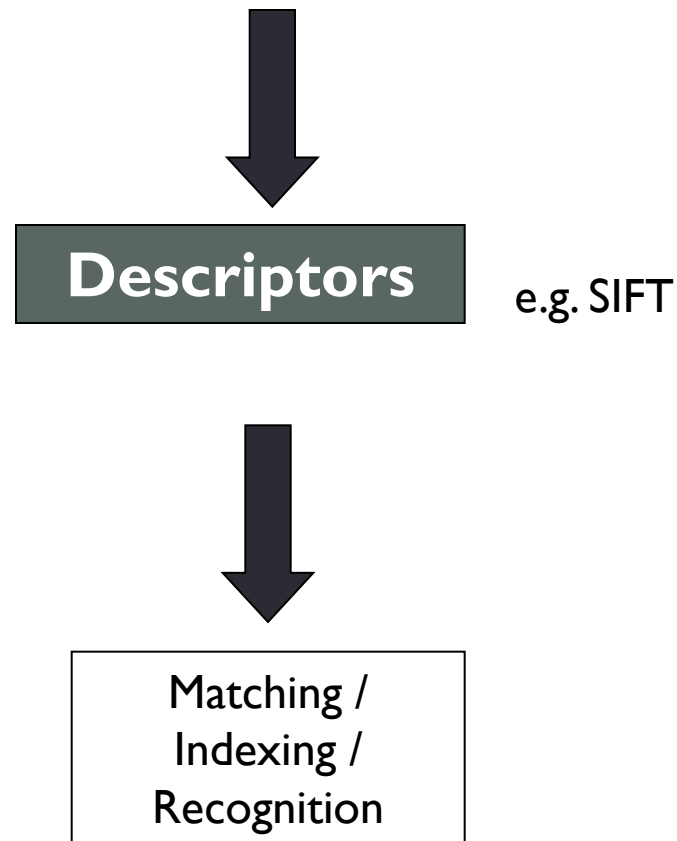 Descriptors
e.g. SIFT
Matching /
Indexing /
Recognition